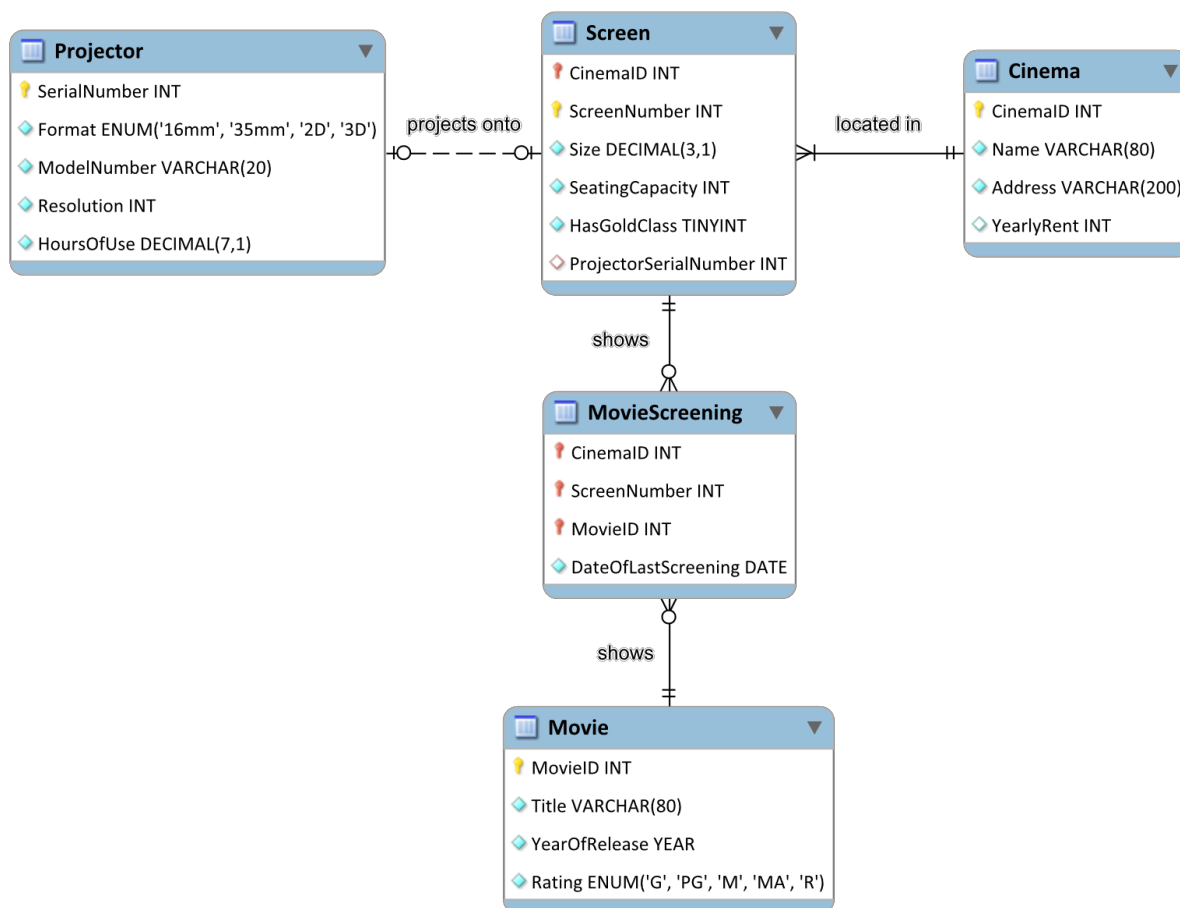 Projector
SerialNumber INT
Format ENUM('16mm', '35mm', '2D', '3D')
ModelNumber VARCHAR(20)
Resolution INT
HoursOfUse DECIMAL(7,1)
projects onto
Screen
CinemaID INT
ScreenNumber INT
Size DECIMAL(3,1)
SeatingCapacity INT
HasGoldClass TINYINT
ProjectorSerialNumber INT
located in
Cinema
CinemaID INT
Name VARCHAR(80)
Address VARCHAR(200)
YearlyRent INT
shows
MovieScreening
CinemaID INT
ScreenNumber INT
MovieID INT
DateOfLastScreening DATE
shows
Movie
MovieID INT
Title VARCHAR(80)
YearOfRelease YEAR
Rating ENUM('G', 'PG', 'M', 'MA', 'R')